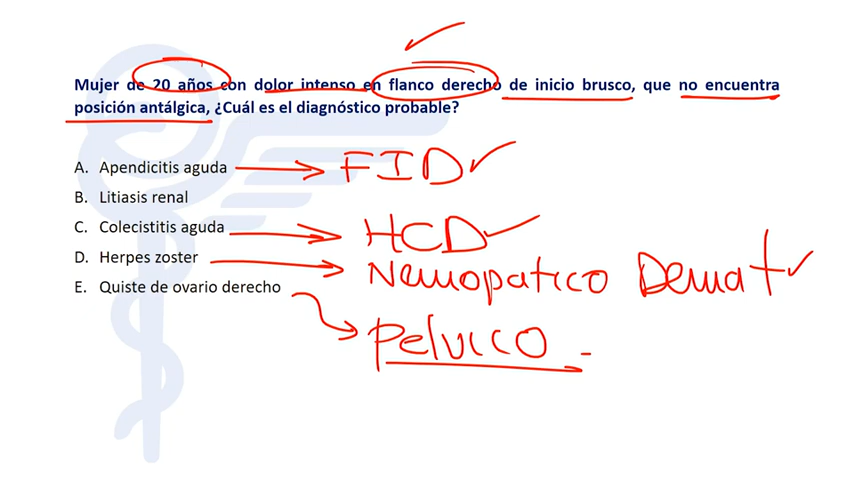 Mujer de 20 años con dolor intenso en flanco derecho de inicio brusco, que no encuentra
posición antálgica, ¿Cuál es el diagnóstico probable?
A. Apendicitis aguda FID
B. Litiasis renal
C. Colecistitis aguda HCD
D. Herpes zoster Nemopatico Demat
E. Quiste de ovario derecho
Pelvico